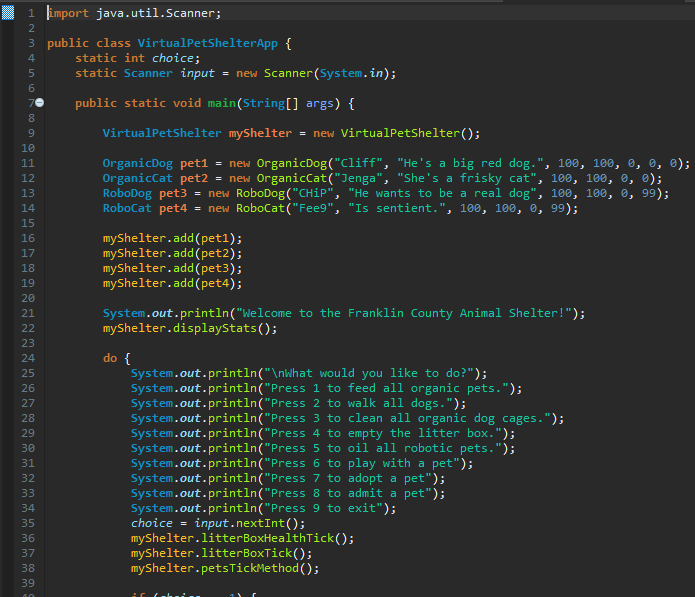 1 import java.util.Scanner;
2
3 public class VirtualPetShelterApp {
4 static int choice;
5 static Scanner input = new Scanner(System.in);
6
7 public static void main(String[] args) {
8
9 VirtualPetShelter myShelter = new VirtualPetShelter();
10
11 OrganicDog pet1 = new OrganicDog("Cliff", "He's a big red dog.", 100, 100, 0, 0, 0);
12 OrganicCat pet2 = new OrganicCat("Jenga", "She's a frisky cat", 100, 100, 0, 0);
13 RoboDog pet3 = new RoboDog("CHiP", "He wants to be a real dog", 100, 100, 0, 99);
14 RoboCat pet4 = new RoboCat("Fee9", "Is sentient.", 100, 100, 0, 99);
15
16 myShelter.add(pet1);
17 myShelter.add(pet2);
18 myShelter.add(pet3);
19 myShelter.add(pet4);
20
21 System.out.println("Welcome to the Franklin County Animal Shelter!");
22 myShelter.displayStats();
23
24 do {
25 System.out.println("\nWhat would you like to do?");
26 System.out.println("Press 1 to feed all organic pets.");
27 System.out.println("Press 2 to walk all dogs.");
28 System.out.println("Press 3 to clean all organic dog cages.");
29 System.out.println("Press 4 to empty the litter box.");
30 System.out.println("Press 5 to oil all robotic pets.");
31 System.out.println("Press 6 to play with a pet");
32 System.out.println("Press 7 to adopt a pet");
33 System.out.println("Press 8 to admit a pet");
34 System.out.println("Press 9 to exit");
35 choice = input.nextInt();
36 myShelter.litterBoxHealthTick();
37 myShelter.litterBoxTick();
38 myShelter.petsTickMethod();
39